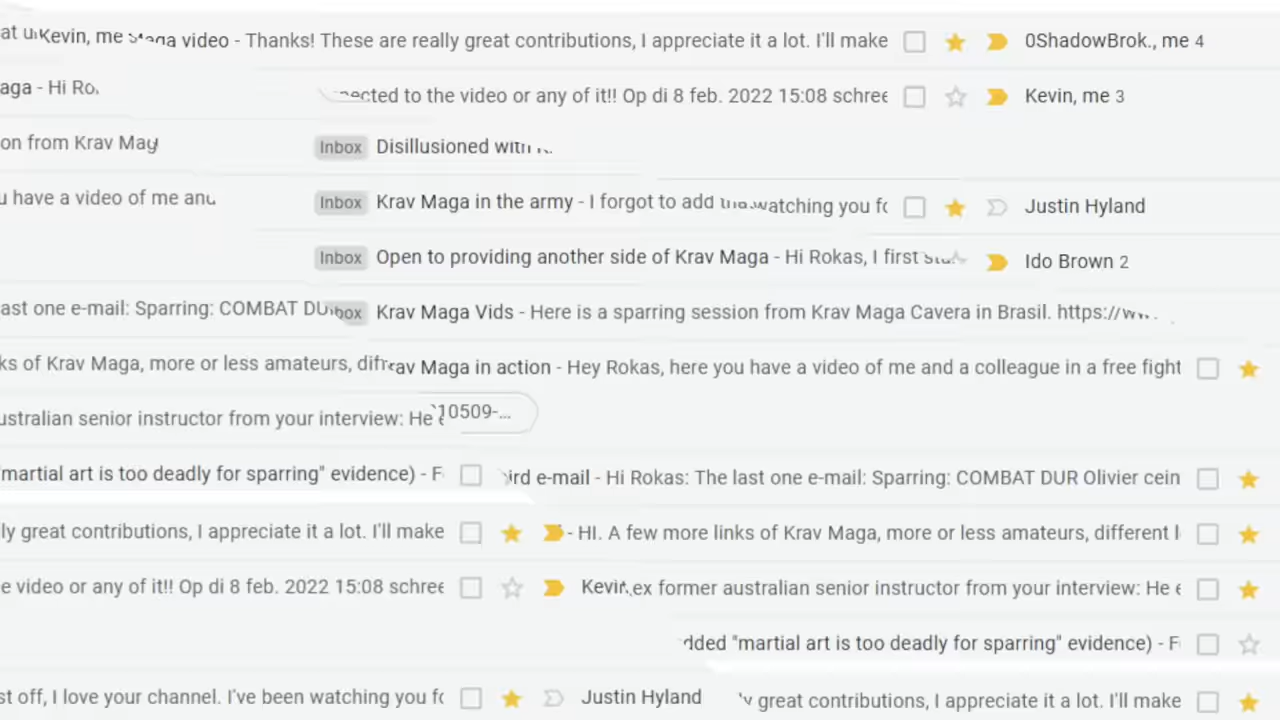 at Kevin, me video - Thanks! These are really great contributions, I appreciate it a lot. I'll make 0ShadowBrok., me 4
aga - Hi to the video or any of it!! Op di 8 feb. 2022 15:08 schree Kevin, me 3
on from Krav Inbox Disillusioned
u have a video of me and Inbox Krav Maga in the army - I forgot to add watching you fo Justin Hyland
Inbox Open to providing another side of Krav Maga - Hi Rokas, I first Ido Brown 2
ast one e-mail: Sparring: COMBAT box Krav Maga Vids - Here is a sparring session from Krav Maga Cavera in Brasil.
ks of Krav Maga, more or less amateurs, rav Maga in action - Hey Rokas, here you have a video of me and a colleague in a free fight
ustralian senior instructor from your interview: He 10509-...
"martial art is too deadly for sparring" evidence) - F ird e-mail - Hi Rokas: The last one e-mail: Sparring: COMBAT DUR Olivier cein
ly great contributions, I appreciate it a lot. I'll make - HI. A few more links of Krav Maga, more or less amateurs, different l
e video or any of it!! Op di 8 feb. 2022 15:08 schree Kevin ex former australian senior instructor from your interview: He e
dded "martial art is too deadly for sparring" evidence) - F
st off, I love your channel. I've been watching you fo Justin Hyland y great contributions, I appreciate it a lot. I'll make